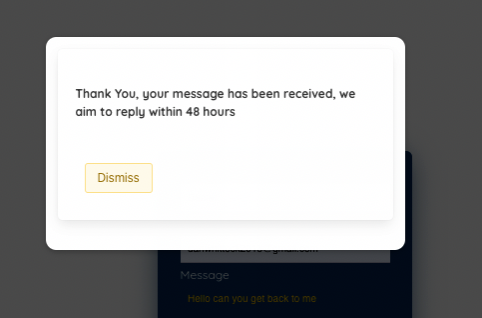 Thank You, your message has been received, we
aim to reply within 48 hours
Dismiss
Message
Hello can you get back to me